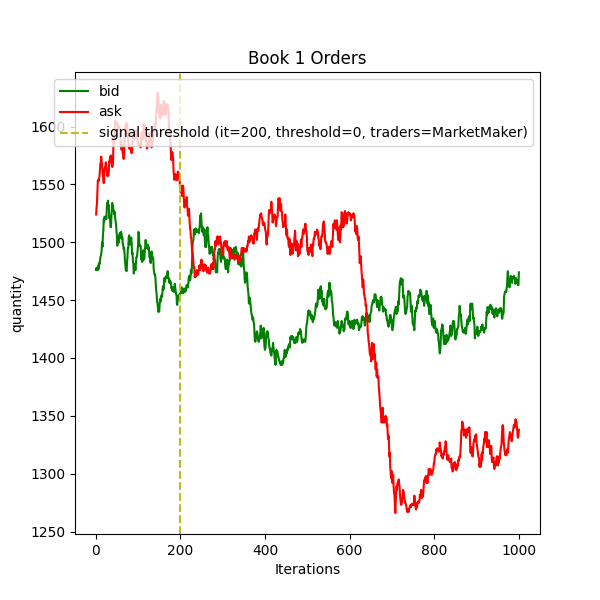 Book 1 Orders
bid
ask
signal threshold (it=200, threshold=0, traders=MarketMaker)
quantity
1600
1550
1500
1450
1400
1350
1300
1250
0 200 400 600 800 1000
Iterations